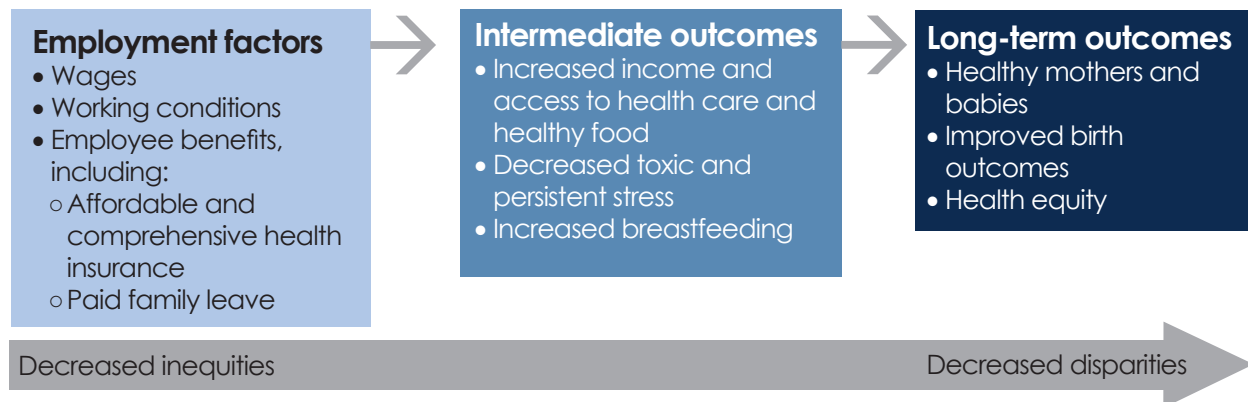 Employment factors
• Wages
• Working conditions
• Employee benefits,
including:
○ Affordable and
comprehensive health
insurance
○ Paid family leave
Intermediate outcomes
• Increased income and
access to health care and
healthy food
• Decreased toxic and
persistent stress
• Increased breastfeeding
Long-term outcomes
• Healthy mothers and
babies
• Improved birth
outcomes
• Health equity
Decreased inequities
Decreased disparities